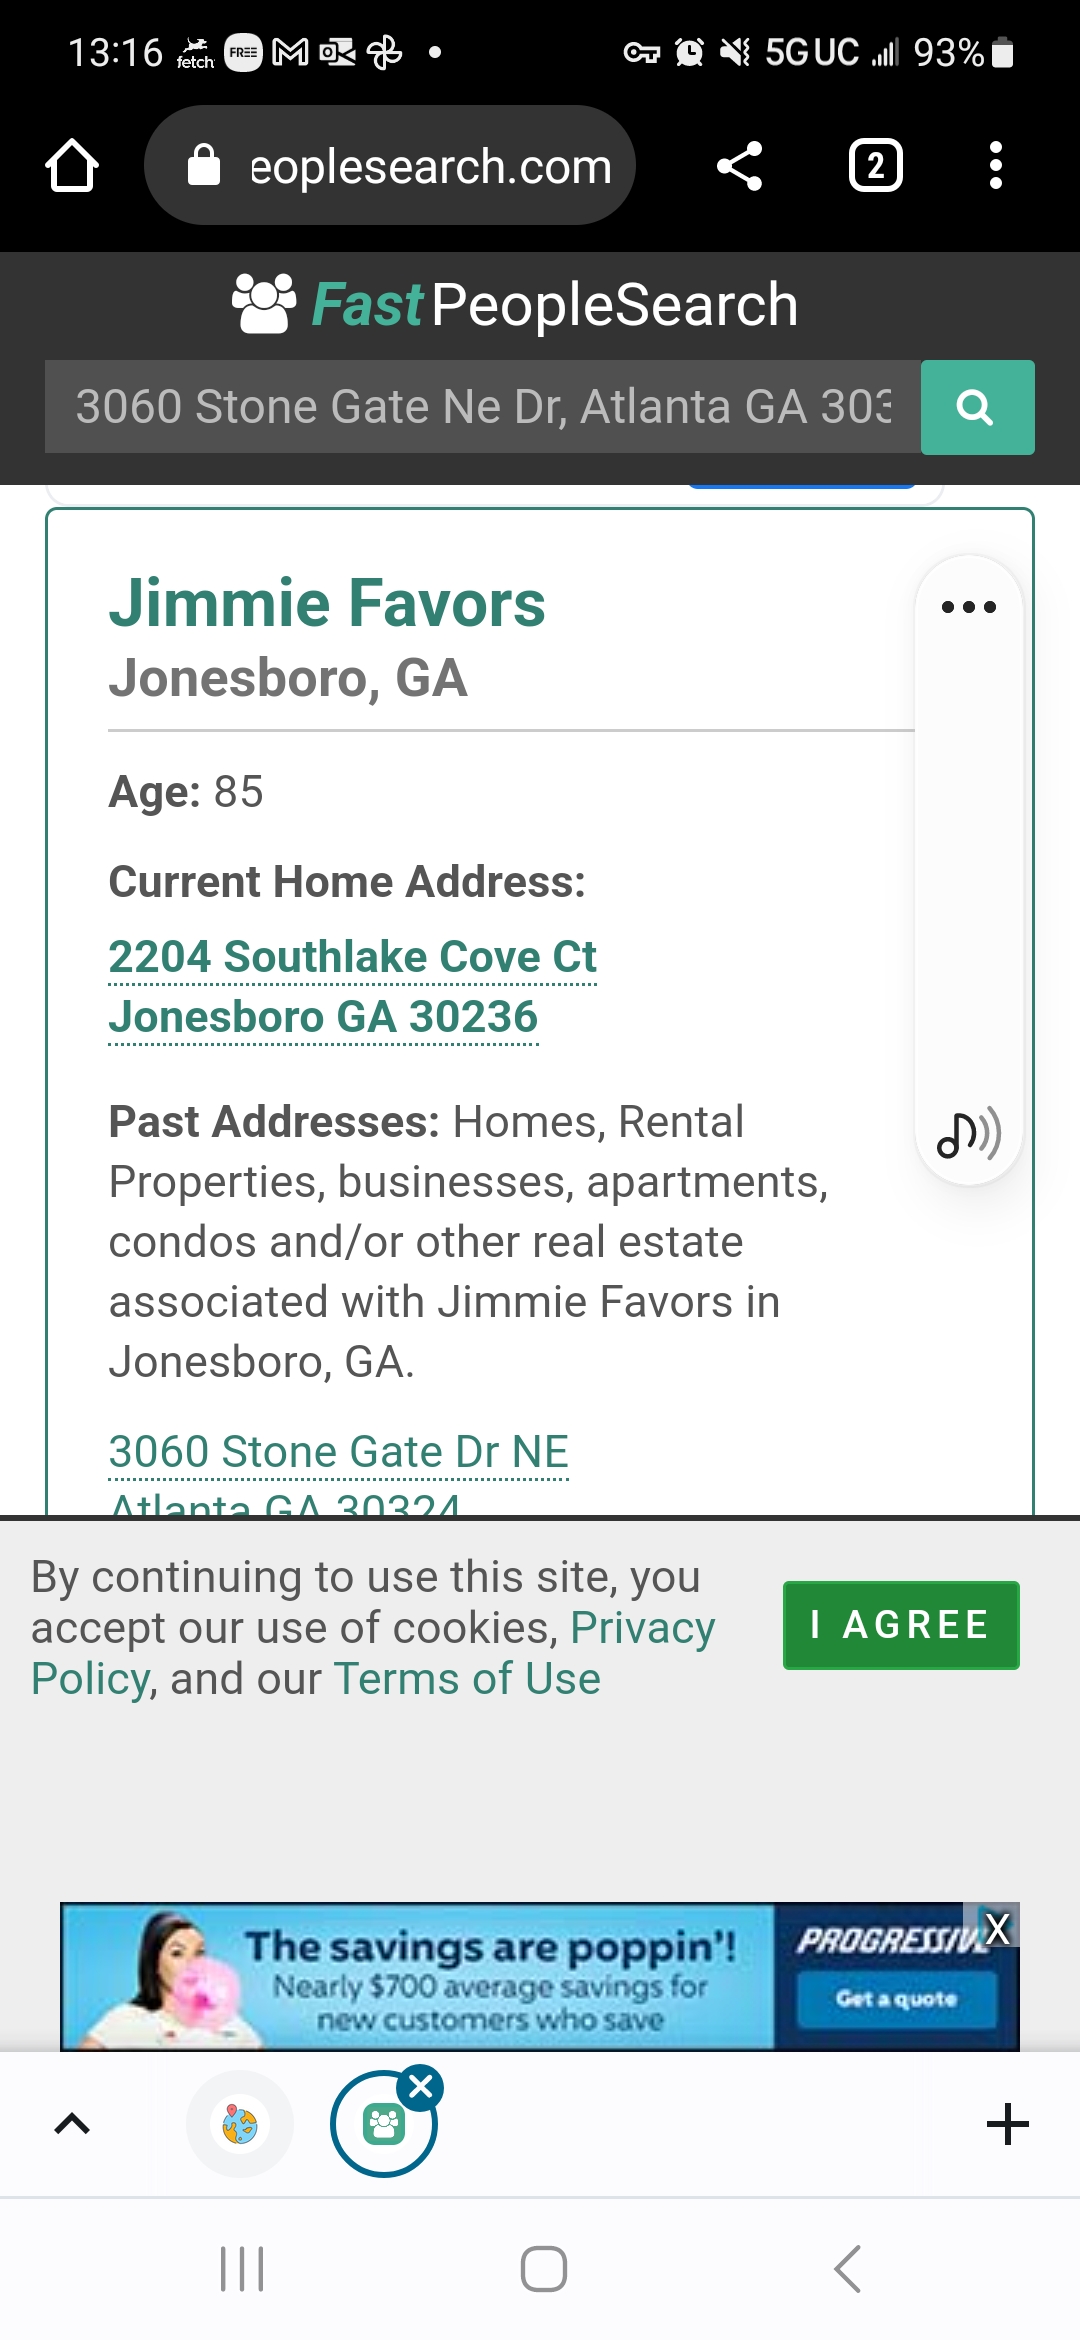 13:16 fetch FREE 5G UC 93%
eoplesearch.com 2
FastPeopleSearch
3060 Stone Gate Ne Dr, Atlanta GA 303
Jimmie Favors
Jonesboro, GA
Age: 85
Current Home Address:
2204 Southlake Cove Ct
Jonesboro GA 30236
Past Addresses: Homes, Rental
Properties, businesses, apartments,
condos and/or other real estate
associated with Jimmie Favors in
Jonesboro, GA.
3060 Stone Gate Dr NE
Atlanta GA 30324
By continuing to use this site, you
accept our use of cookies, Privacy
Policy, and our Terms of Use
I AGREE
The savings are poppin'!
Nearly $700 average savings for
new customers who save
PROGRESSIVE
X
Get a quote